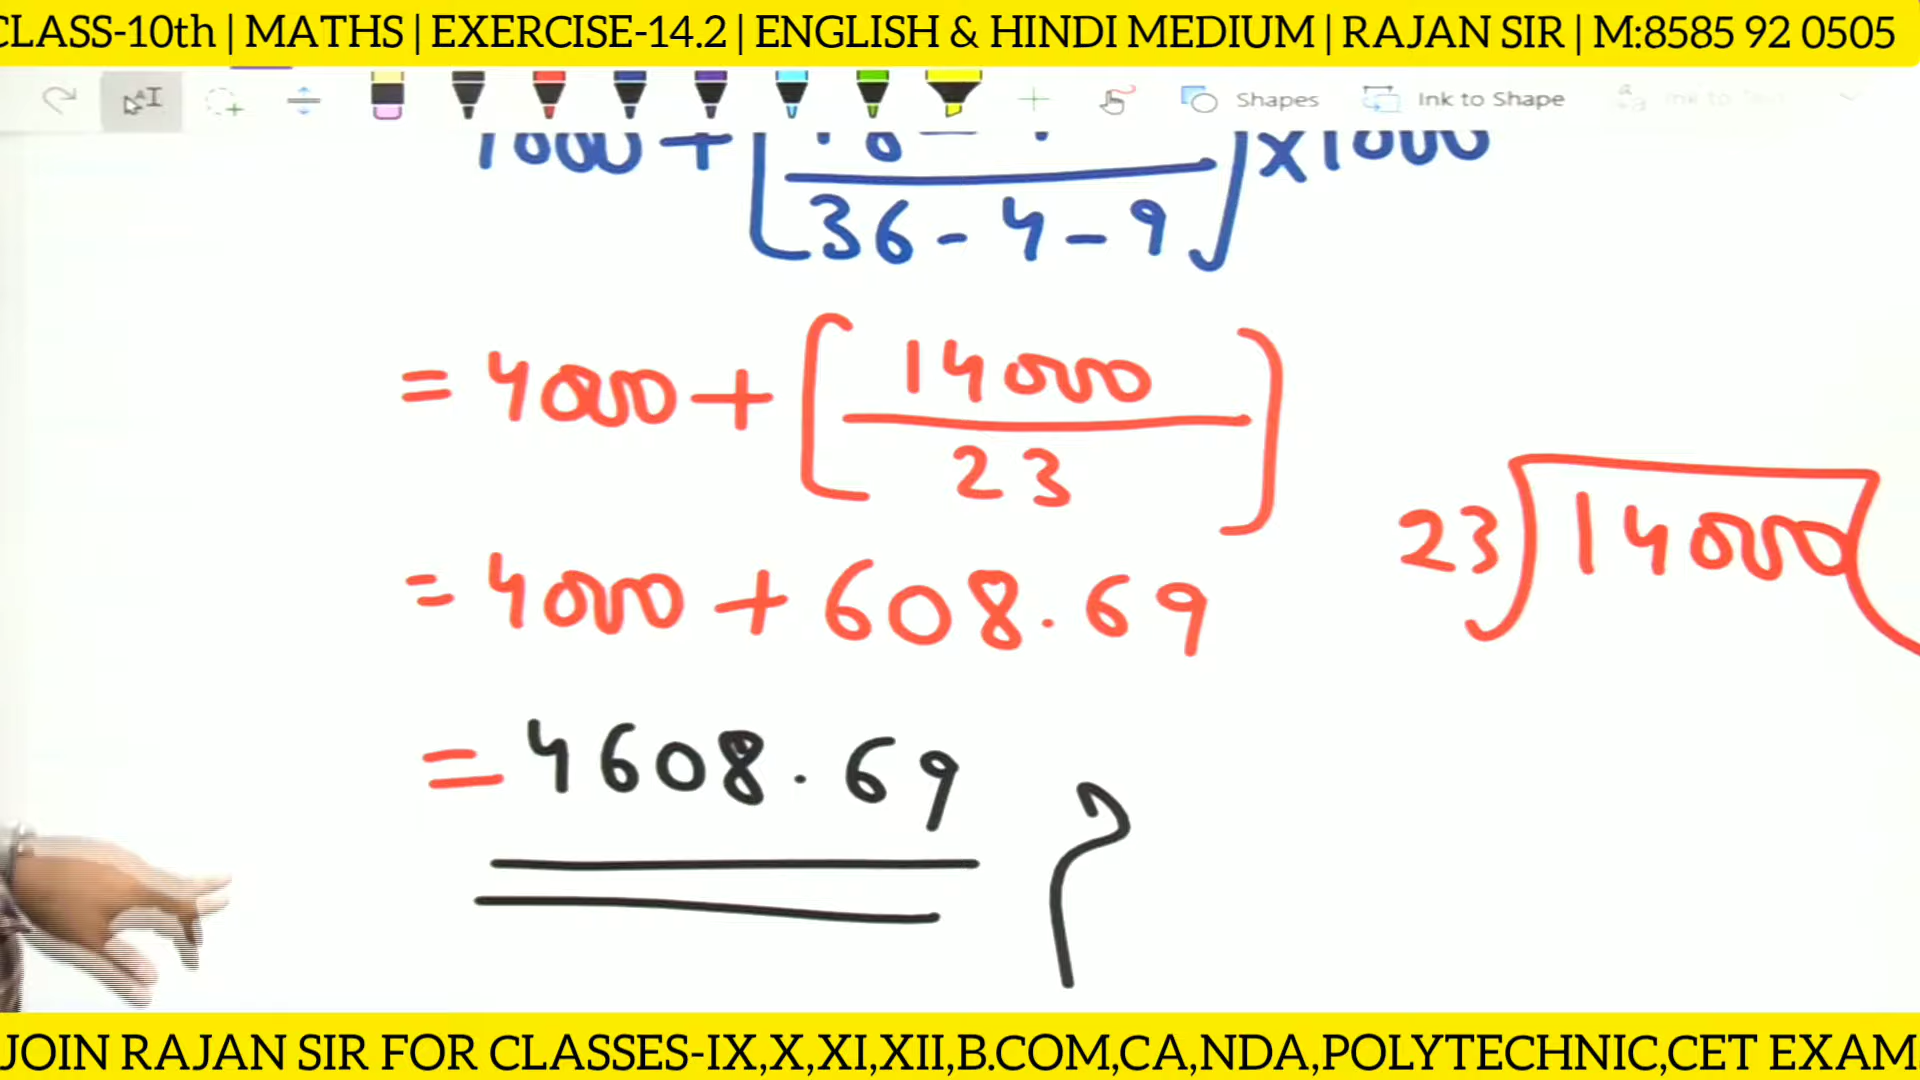 CLASS-10th | MATHS | EXERCISE-14.2 | ENGLISH & HINDI MEDIUM | RAJAN SIR | M:8585 92 0505
Shapes Ink to Shape
+ [ ] x1000
36-4-9
= 4000 + [ 14000
23 ]
23 ) 14000 (
= 4000 + 608.69
= 4608.69
JOIN RAJAN SIR FOR CLASSES-IX,X,XI,XII,B.COM,CA,NDA,POLYTECHNIC,CET EXAM